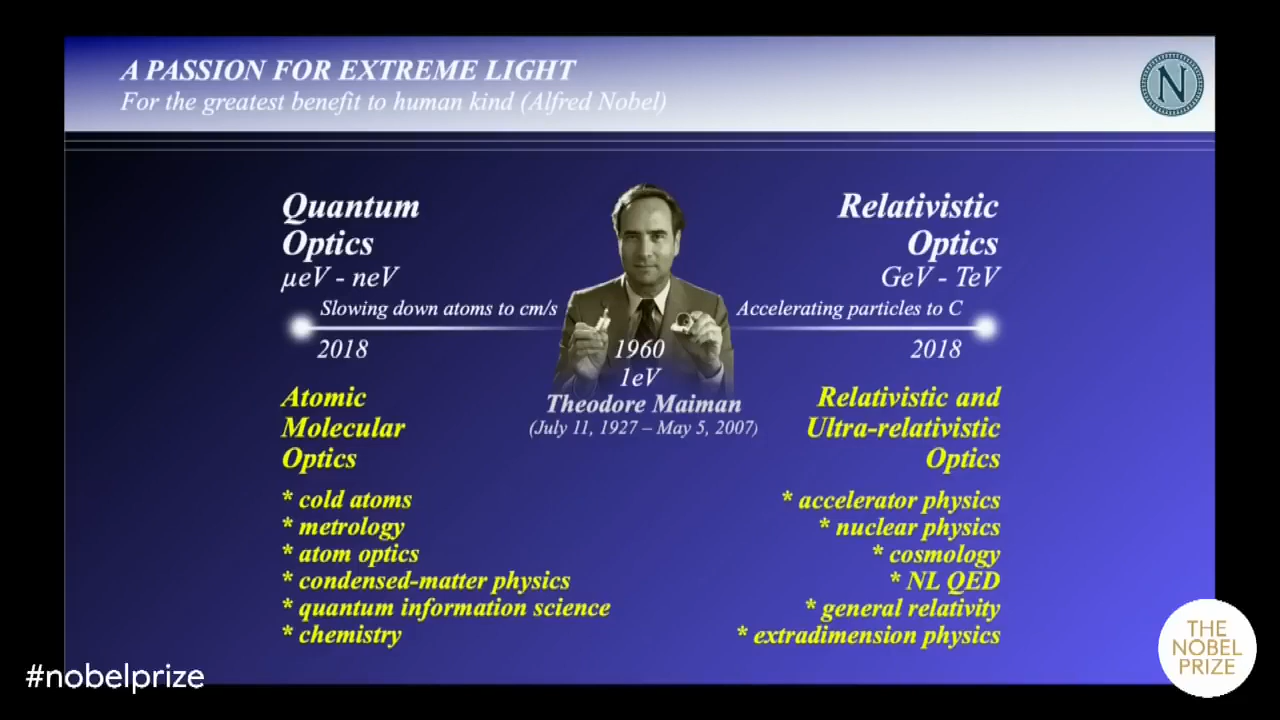 A PASSION FOR EXTREME LIGHT
For the greatest benefit to human kind (Alfred Nobel)
N
Quantum
Optics
µeV - neV
Slowing down atoms to cm/s
2018
Atomic
Molecular
Optics
* cold atoms
* metrology
* atom optics
* condensed-matter physics
* quantum information science
* chemistry
1960
1eV
Theodore Maiman
(July 11, 1927 – May 5, 2007)
Relativistic
Optics
GeV - TeV
Accelerating particles to C
2018
Relativistic and
Ultra-relativistic
Optics
* accelerator physics
* nuclear physics
* cosmology
* NL QED
* general relativity
* extradimension physics
#nobelprize
THE
NOBEL
PRIZE